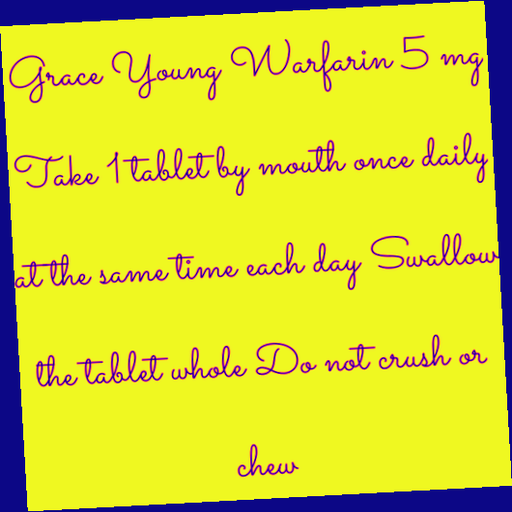 Grace Young Warfarin 5 mg
Take 1 tablet by mouth once daily
at the same time each day Swallow
the tablet whole Do not crush or
chew